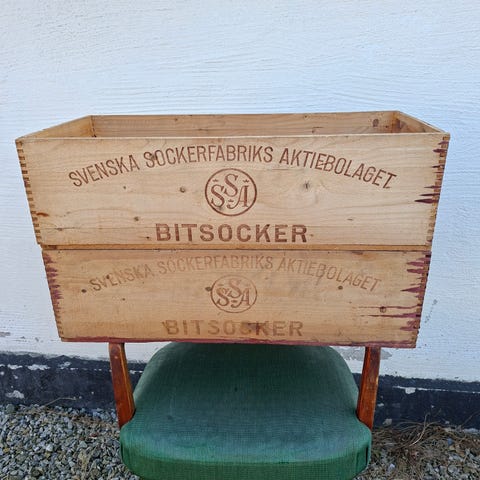 SVENSKA SOCKERFABRIKS AKTIEBOLAGET
SSA
BITSOCKER
SVENSKA SOCKERFABRIKS AKTIEBOLAGET
SSA
BITSOCKER